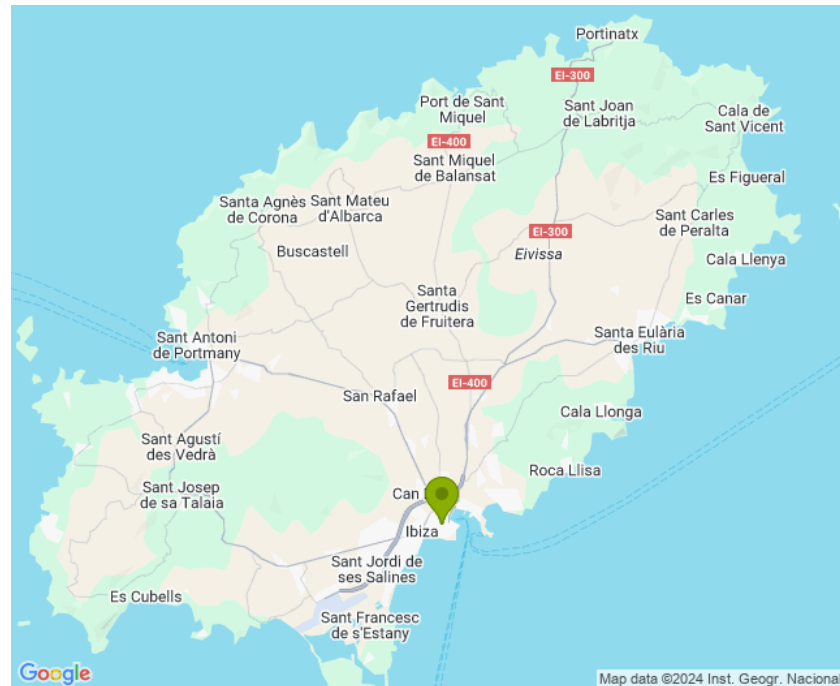 Portinatx
EI-300
Port de Sant
Miquel
Sant Joan
de Labritja
Cala de
Sant Vicent
EI-400
Sant Miquel
de Balansat
Es Figueral
Santa Agnès
de Corona
Sant Mateu
d'Albarca
Sant Carles
de Peralta
EI-300
Buscastell
Eivissa
Cala Llenya
Santa
Gertrudis
de Fruitera
Es Canar
Sant Antoni
de Portmany
Santa Eulària
des Riu
EI-400
San Rafael
Cala Llonga
Sant Agustí
des Vedrà
Roca Llisa
Sant Josep
de sa Talaia
Can
Ibiza
Sant Jordi de
ses Salines
Es Cubells
Sant Francesc
de s'Estany
Google
Map data ©2024 Inst. Geogr. Nacional